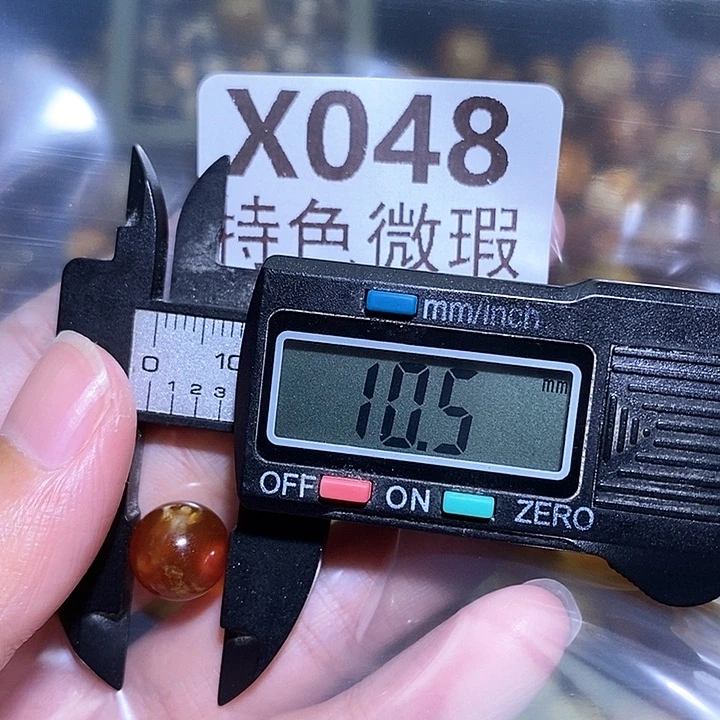 X048
特色微瑕
mm/inch
0 10
1 2 3
10.5 mm
OFF ON ZERO